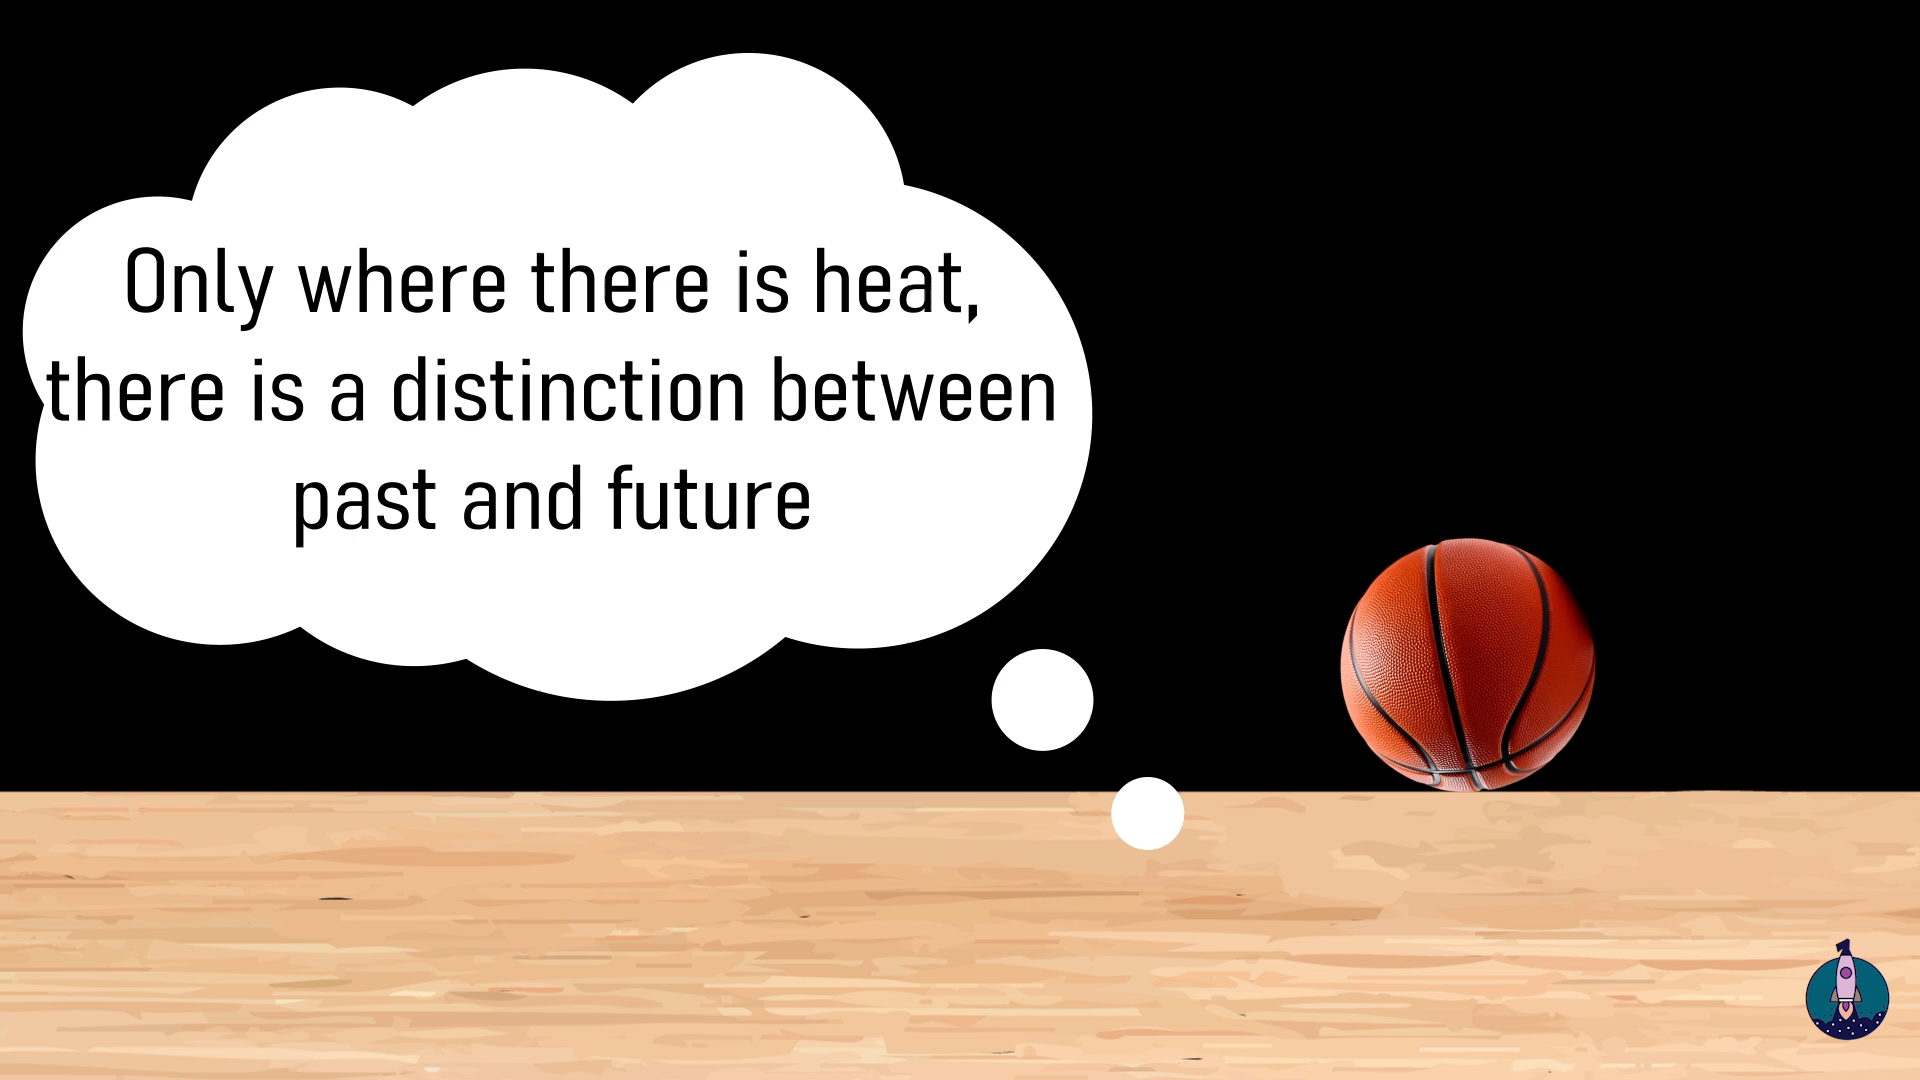 Only where there is heat,
there is a distinction between
past and future